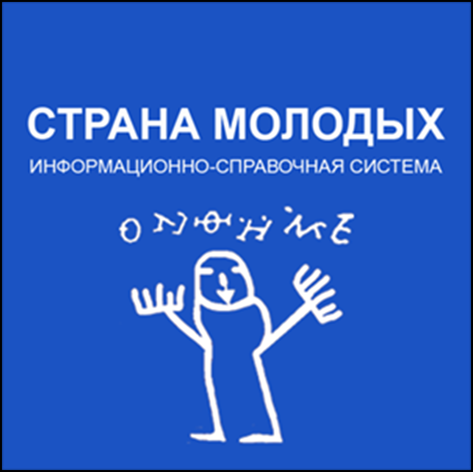 СТРАНА МОЛОДЫХ
ИНФОРМАЦИОННО-СПРАВОЧНАЯ СИСТЕМА